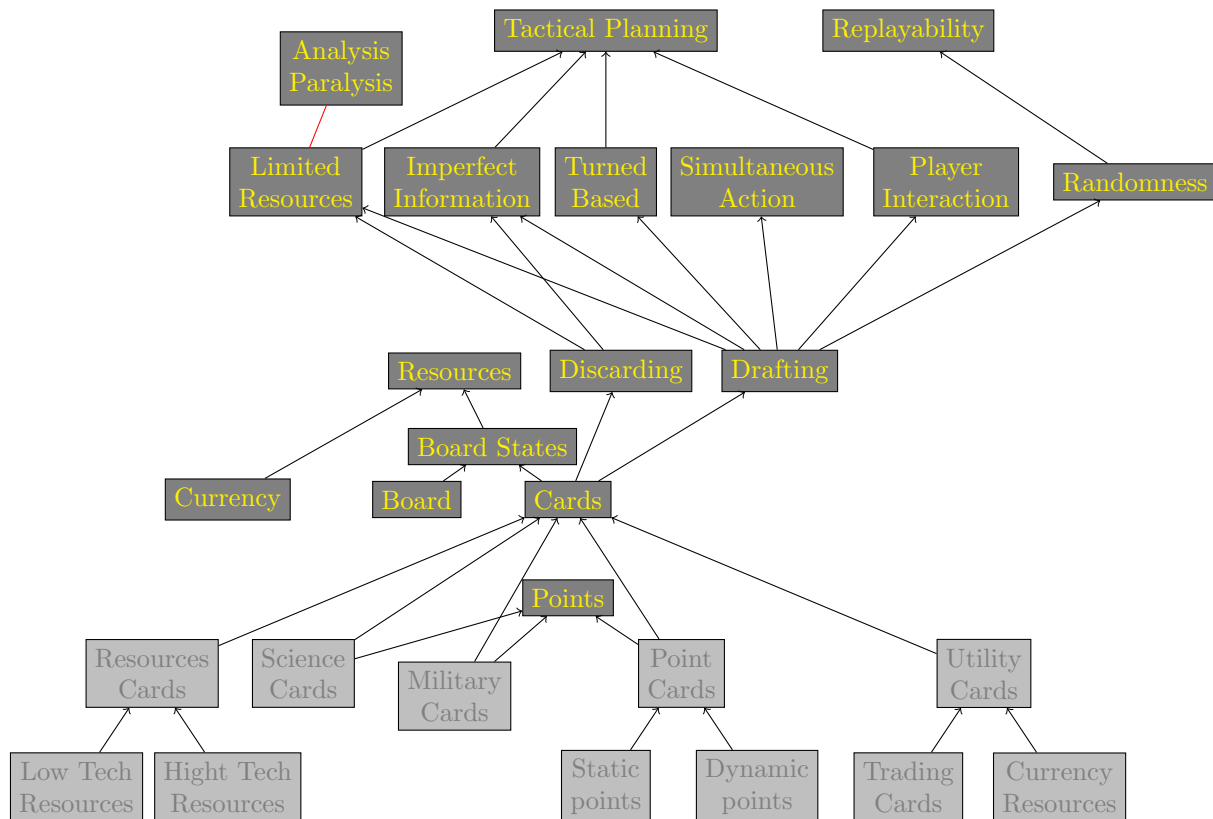 Tactical Planning
Replayability
Analysis
Paralysis
Limited
Resources
Imperfect
Information
Turned
Based
Simultaneous
Action
Player
Interaction
Randomness
Resources
Discarding
Drafting
Board States
Currency
Board
Cards
Points
Resources
Cards
Science
Cards
Military
Cards
Point
Cards
Utility
Cards
Low Tech
Resources
Hight Tech
Resources
Static
points
Dynamic
points
Trading
Cards
Currency
Resources